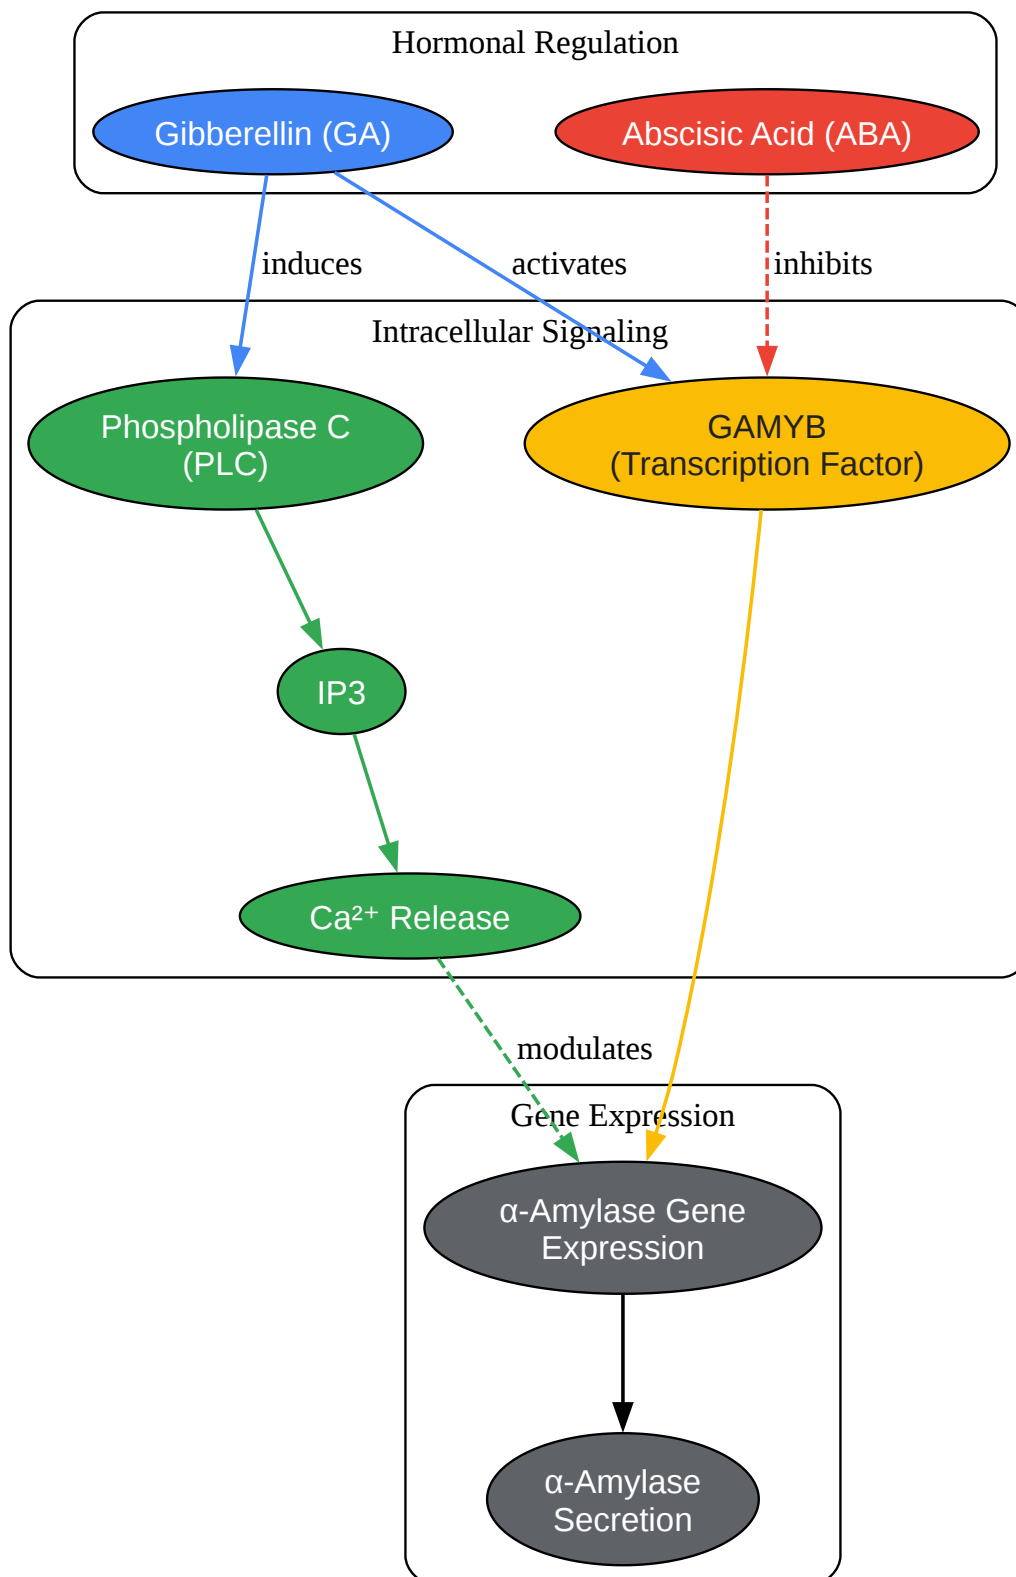 Hormonal Regulation
Gibberellin (GA)
Abscisic Acid (ABA)
induces
activates
inhibits
Intracellular Signaling
Phospholipase C
(PLC)
GAMYB
(Transcription Factor)
IP3
Ca²⁺ Release
modulates
Gene Expression
α-Amylase Gene
Expression
α-Amylase
Secretion